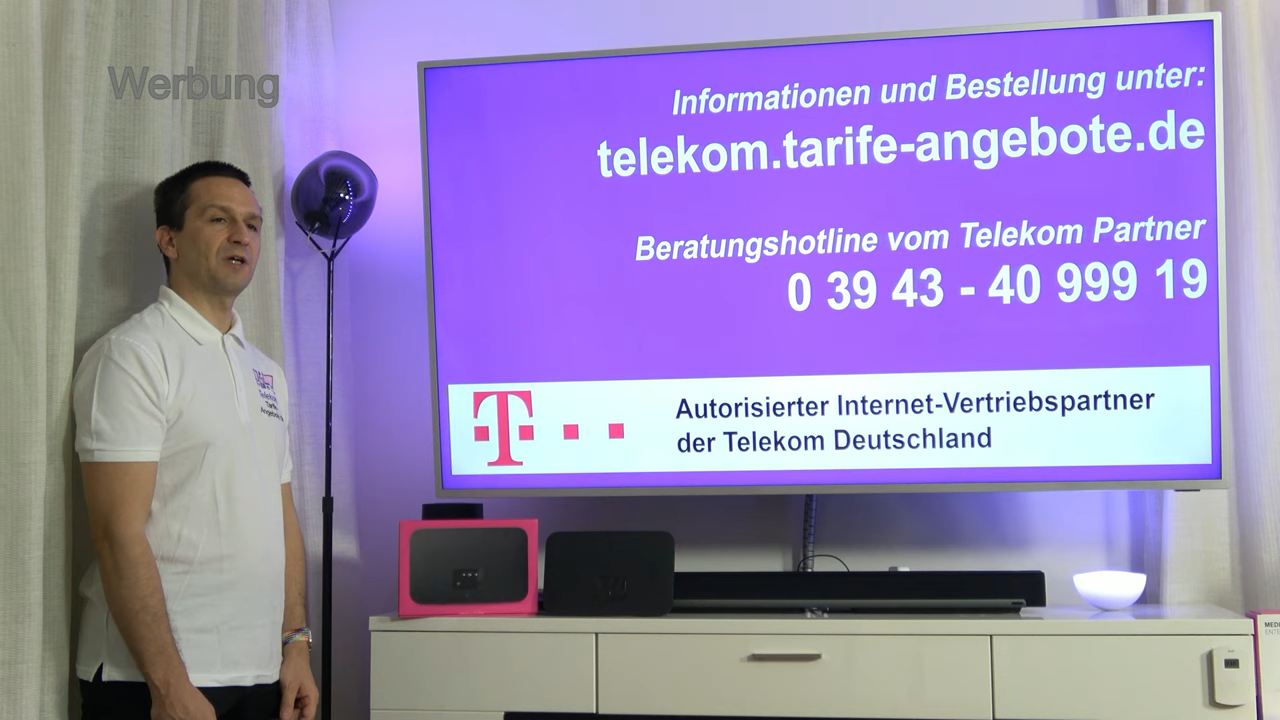 Werbung
Informationen und Bestellung unter:
telekom.tarife-angebote.de
Beratungshotline vom Telekom Partner
0 39 43 - 40 999 19
T
Autorisierter Internet-Vertriebspartner
der Telekom Deutschland